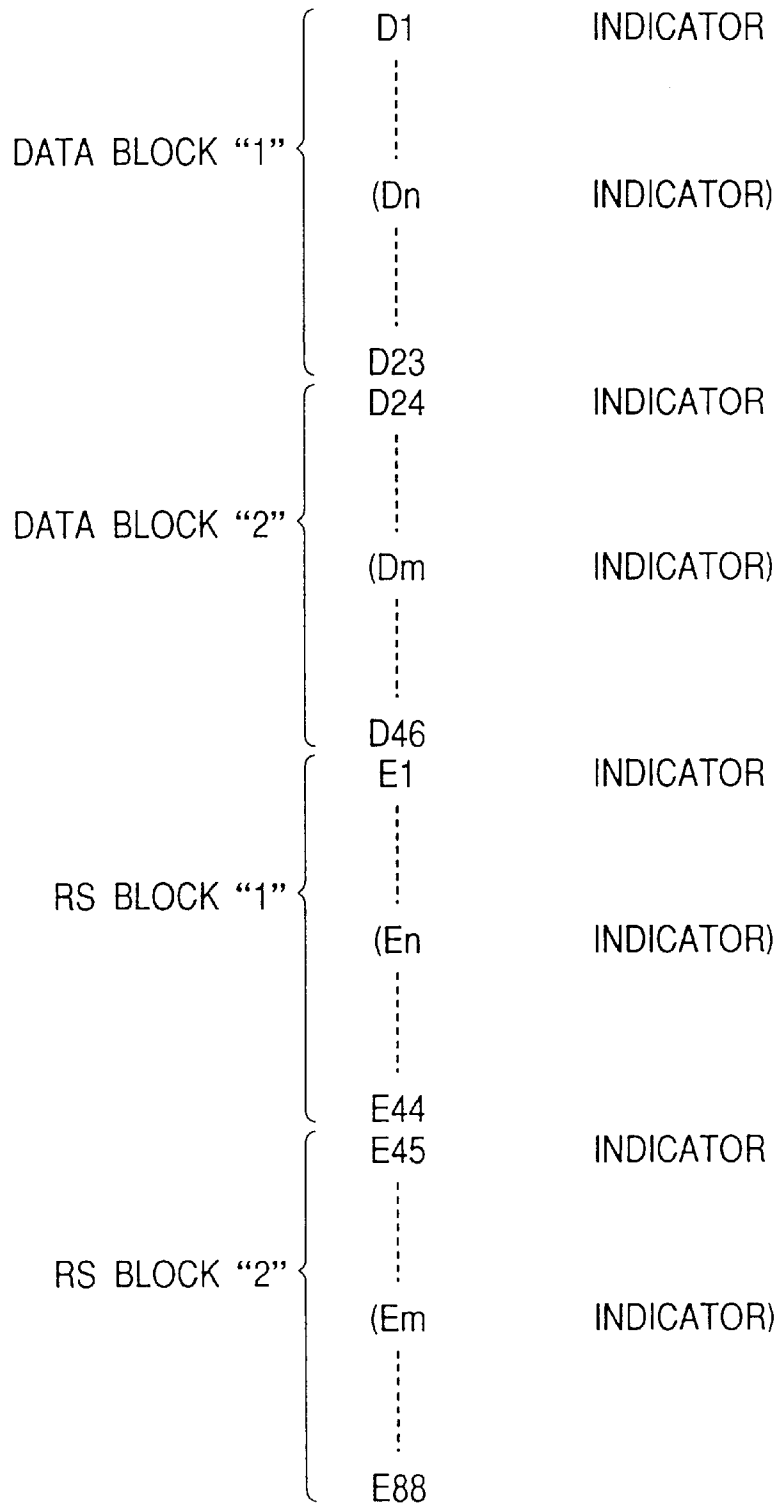 D1 INDICATOR
DATA BLOCK “1”
(Dn INDICATOR)
D23
D24 INDICATOR
DATA BLOCK “2”
(Dm INDICATOR)
D46
E1 INDICATOR
RS BLOCK “1”
(En INDICATOR)
E44
E45 INDICATOR
RS BLOCK “2”
(Em INDICATOR)
E88